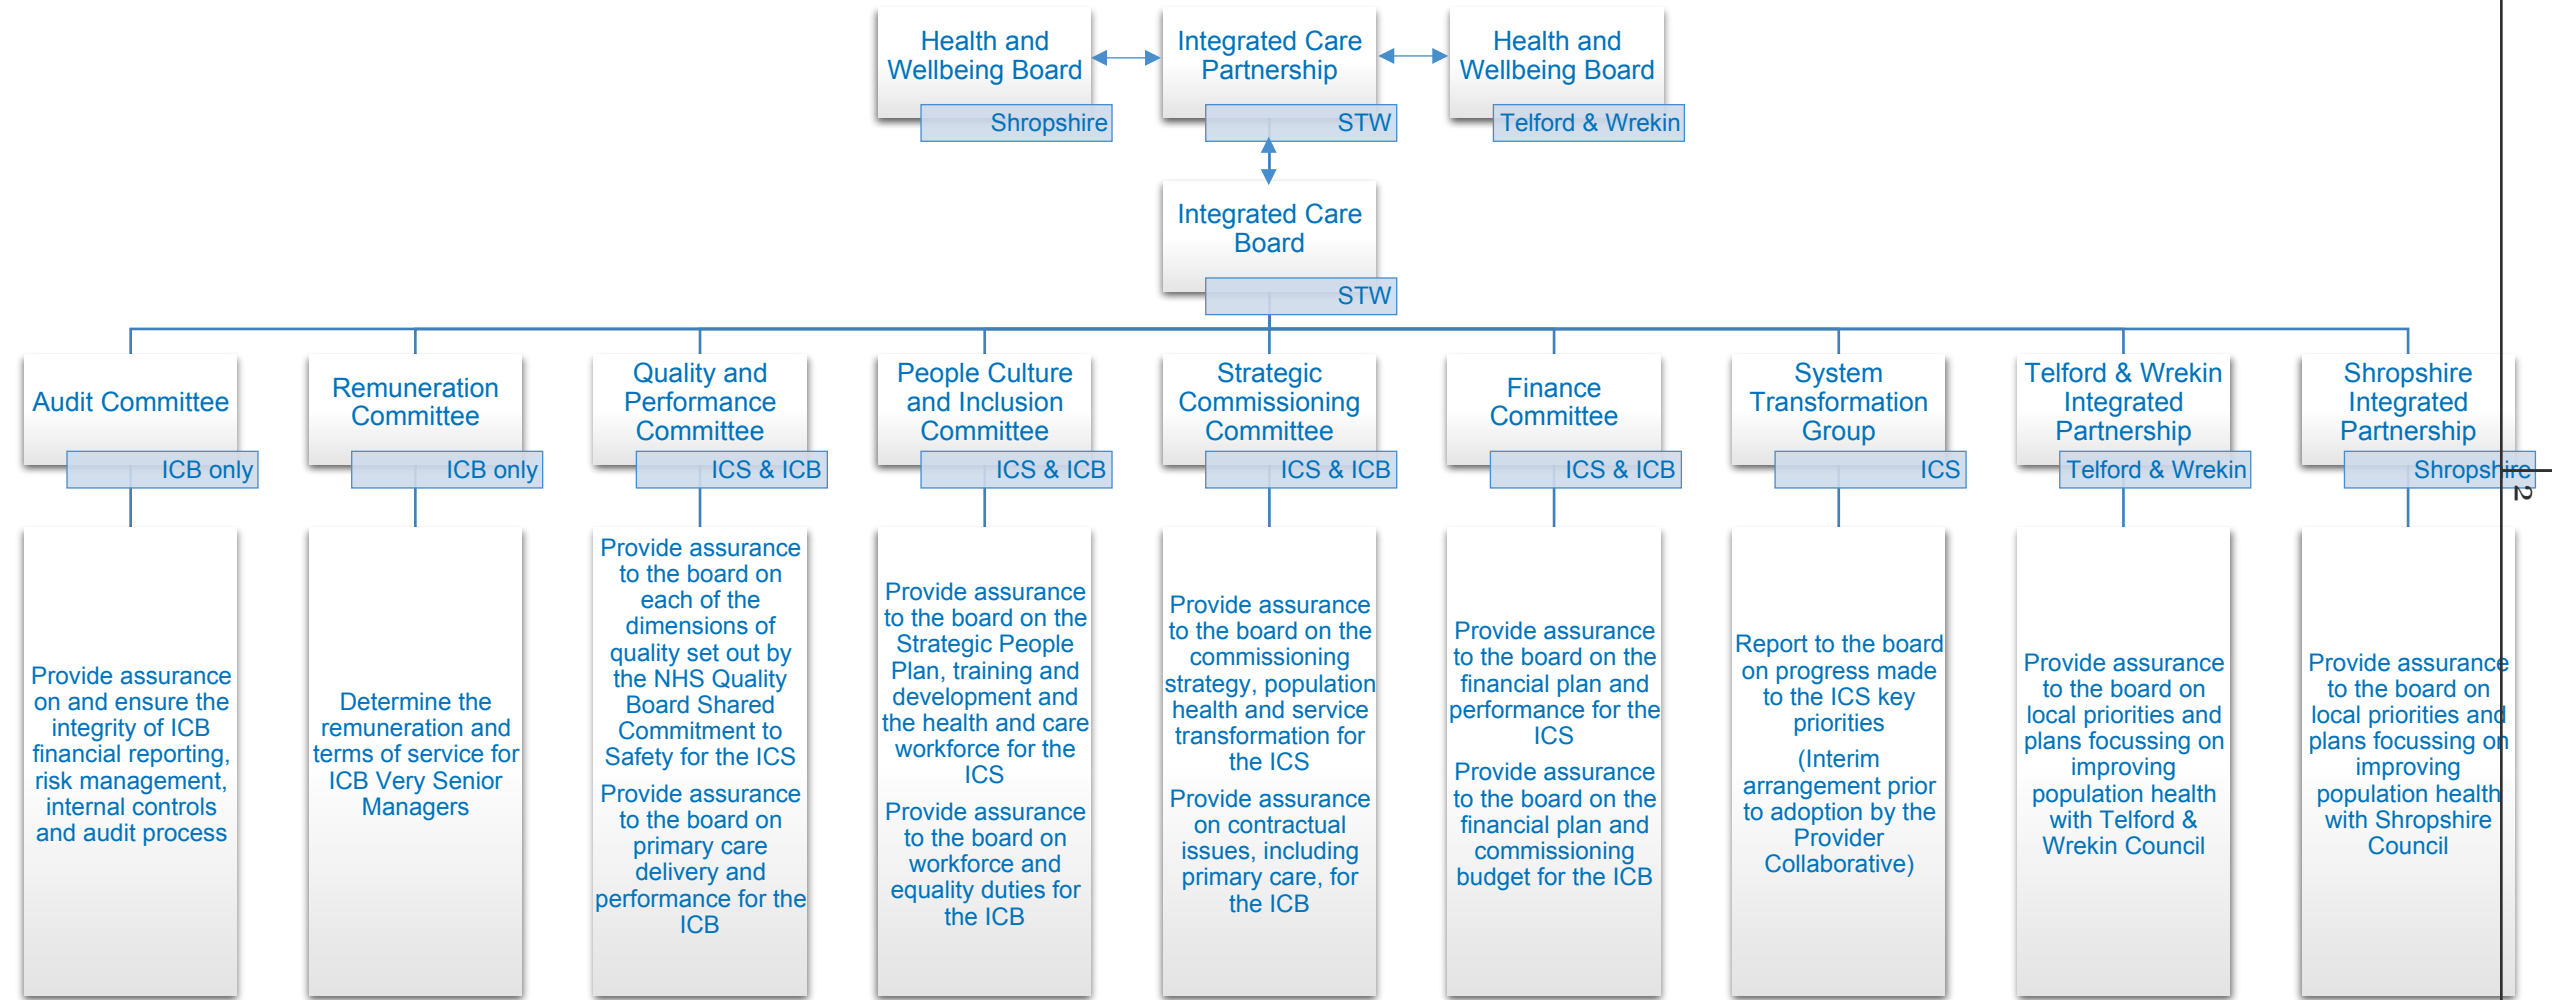 Health and
Wellbeing Board
Shropshire
Integrated Care
Partnership
STW
Health and
Wellbeing Board
Telford & Wrekin
Integrated Care
Board
STW
Audit Committee
ICB only
Remuneration
Committee
ICB only
Quality and
Performance
Committee
ICS & ICB
People Culture
and Inclusion
Committee
ICS & ICB
Strategic
Commissioning
Committee
ICS & ICB
Finance
Committee
ICS & ICB
System
Transformation
Group
ICS
Telford & Wrekin
Integrated
Partnership
Telford & Wrekin
Shropshire
Integrated
Partnership
Shropshire
2
Provide assurance
on and ensure the
integrity of ICB
financial reporting,
risk management,
internal controls
and audit process
Determine the
remuneration and
terms of service for
ICB Very Senior
Managers
Provide assurance
to the board on
each of the
dimensions of
quality set out by
the NHS Quality
Board Shared
Commitment to
Safety for the ICS
Provide assurance
to the board on
primary care
delivery and
performance for the
ICB
Provide assurance
to the board on the
Strategic People
Plan, training and
development and
the health and care
workforce for the
ICS
Provide assurance
to the board on
workforce and
equality duties for
the ICB
Provide assurance
to the board on the
commissioning
strategy, population
health and service
transformation for
the ICS
Provide assurance
on contractual
issues, including
primary care, for
the ICB
Provide assurance
to the board on the
financial plan and
performance for the
ICS
Provide assurance
to the board on the
financial plan and
commissioning
budget for the ICB
Report to the board
on progress made
to the ICS key
priorities
(Interim
arrangement prior
to adoption by the
Provider
Collaborative)
Provide assurance
to the board on
local priorities and
plans focussing on
improving
population health
with Telford &
Wrekin Council
Provide assurance
to the board on
local priorities and
plans focussing on
improving
population health
with Shropshire
Council